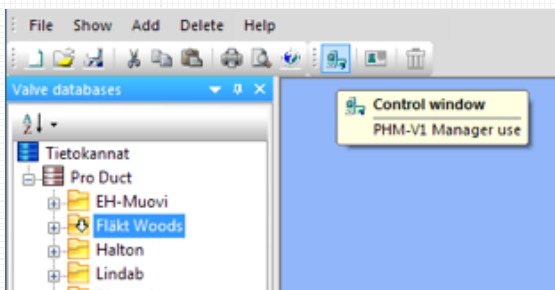 File Show Add Delete Help
Valve databases
Control window
PHM-V1 Manager use
Tietokannat
Pro Duct
EH-Muovi
Fläkt Woods
Halton
Lindab